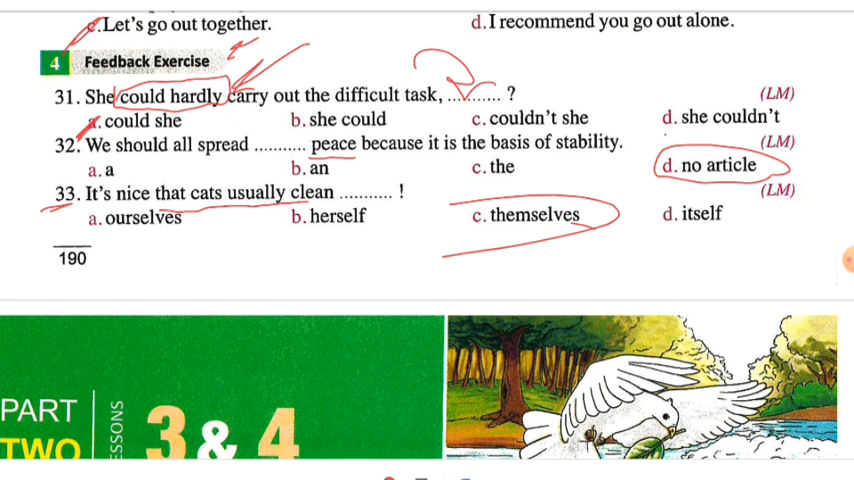 c. Let's go out together. d. I recommend you go out alone.
4 Feedback Exercise
31. She could hardly carry out the difficult task, .......... ? (LM)
a. could she b. she could c. couldn't she d. she couldn't
32. We should all spread .......... peace because it is the basis of stability. (LM)
a. a b. an c. the d. no article
33. It's nice that cats usually clean .......... ! (LM)
a. ourselves b. herself c. themselves d. itself
190
PART
TWO
3 & 4